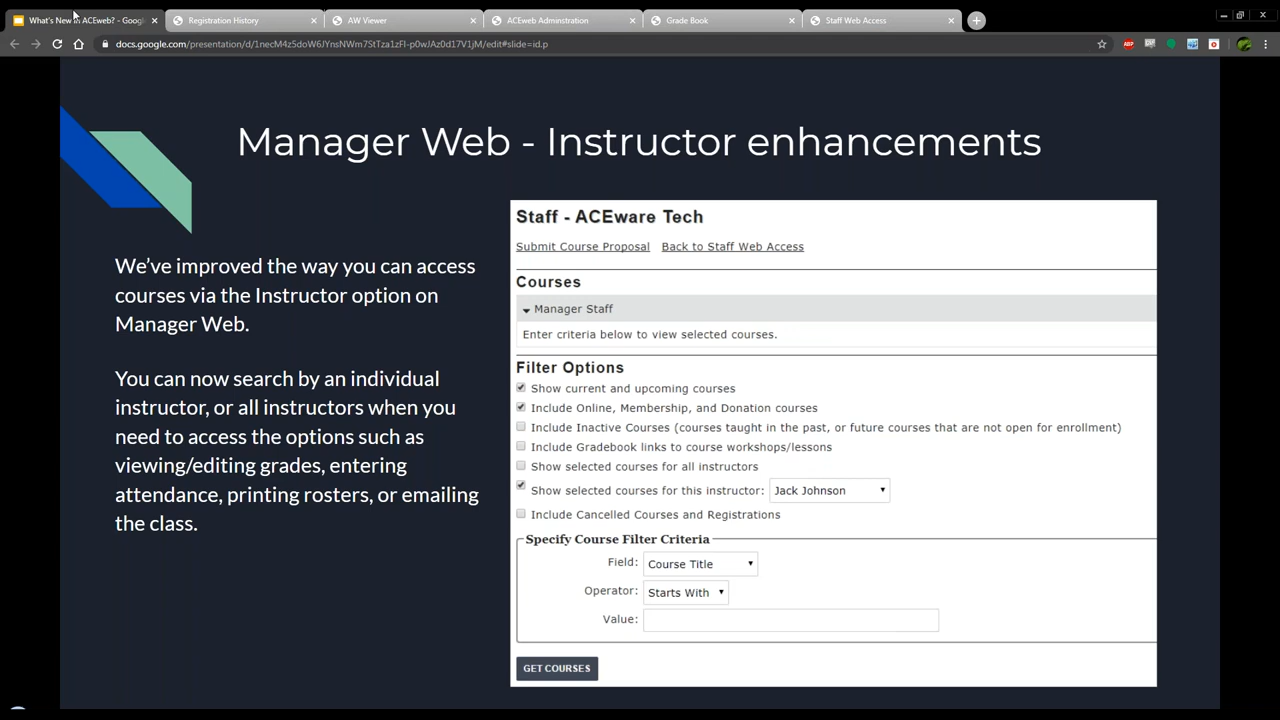 What's New in ACEweb? - Googl
Registration History
AW Viewer
ACEweb Adminstration
Grade Book
Staff Web Access
docs.google.com/presentation/d/1necM4z5doW6JYnsNWm7StTza1zFI-p0wJAz0d17V1jM/edit#slide=id.p
ABP
Manager Web - Instructor enhancements
We've improved the way you can access
courses via the Instructor option on
Manager Web.
You can now search by an individual
instructor, or all instructors when you
need to access the options such as
viewing/editing grades, entering
attendance, printing rosters, or emailing
the class.
Staff - ACEware Tech
Submit Course Proposal Back to Staff Web Access
Courses
Manager Staff
Enter criteria below to view selected courses.
Filter Options
Show current and upcoming courses
Include Online, Membership, and Donation courses
Include Inactive Courses (courses taught in the past, or future courses that are not open for enrollment)
Include Gradebook links to course workshops/lessons
Show selected courses for all instructors
Show selected courses for this instructor: Jack Johnson
Include Cancelled Courses and Registrations
Specify Course Filter Criteria
Field: Course Title
Operator: Starts With
Value:
GET COURSES